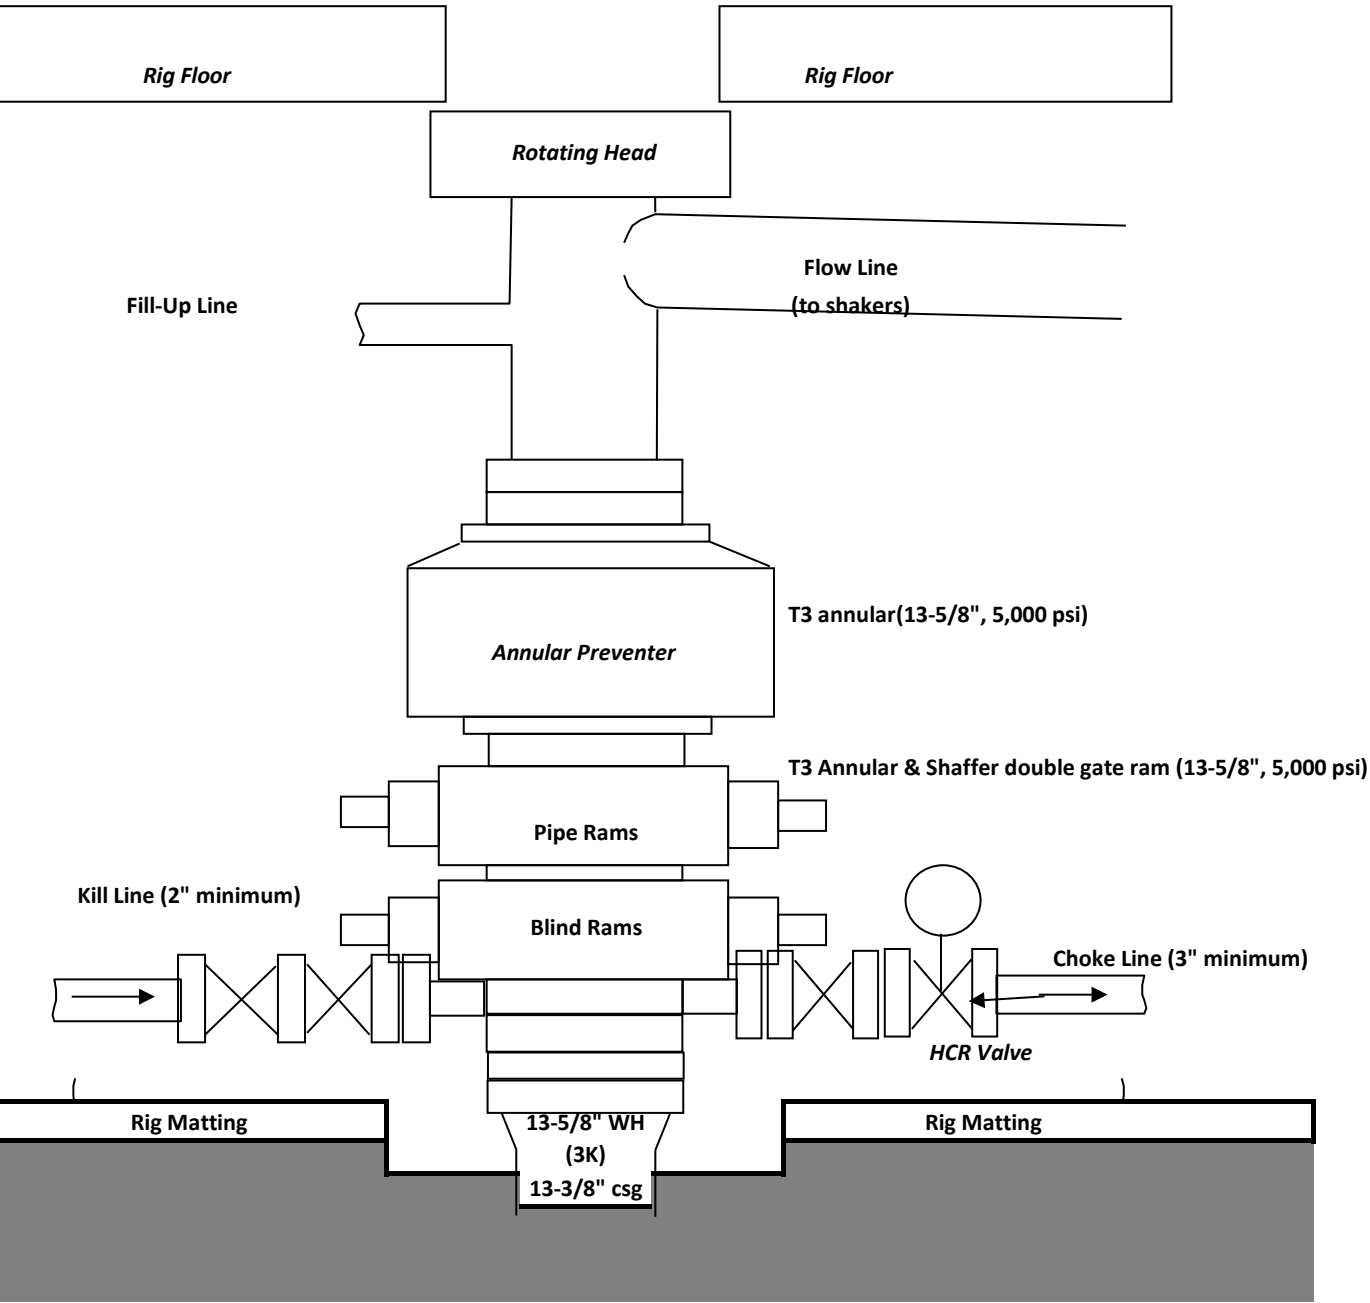 Rig Floor
Rig Floor
Rotating Head
Flow Line
(to shakers)
Fill-Up Line
T3 annular(13-5/8", 5,000 psi)
Annular Preventer
T3 Annular & Shaffer double gate ram (13-5/8", 5,000 psi)
Pipe Rams
Kill Line (2" minimum)
Blind Rams
Choke Line (3" minimum)
HCR Valve
Rig Matting
13-5/8" WH
(3K)
13-3/8" csg
Rig Matting